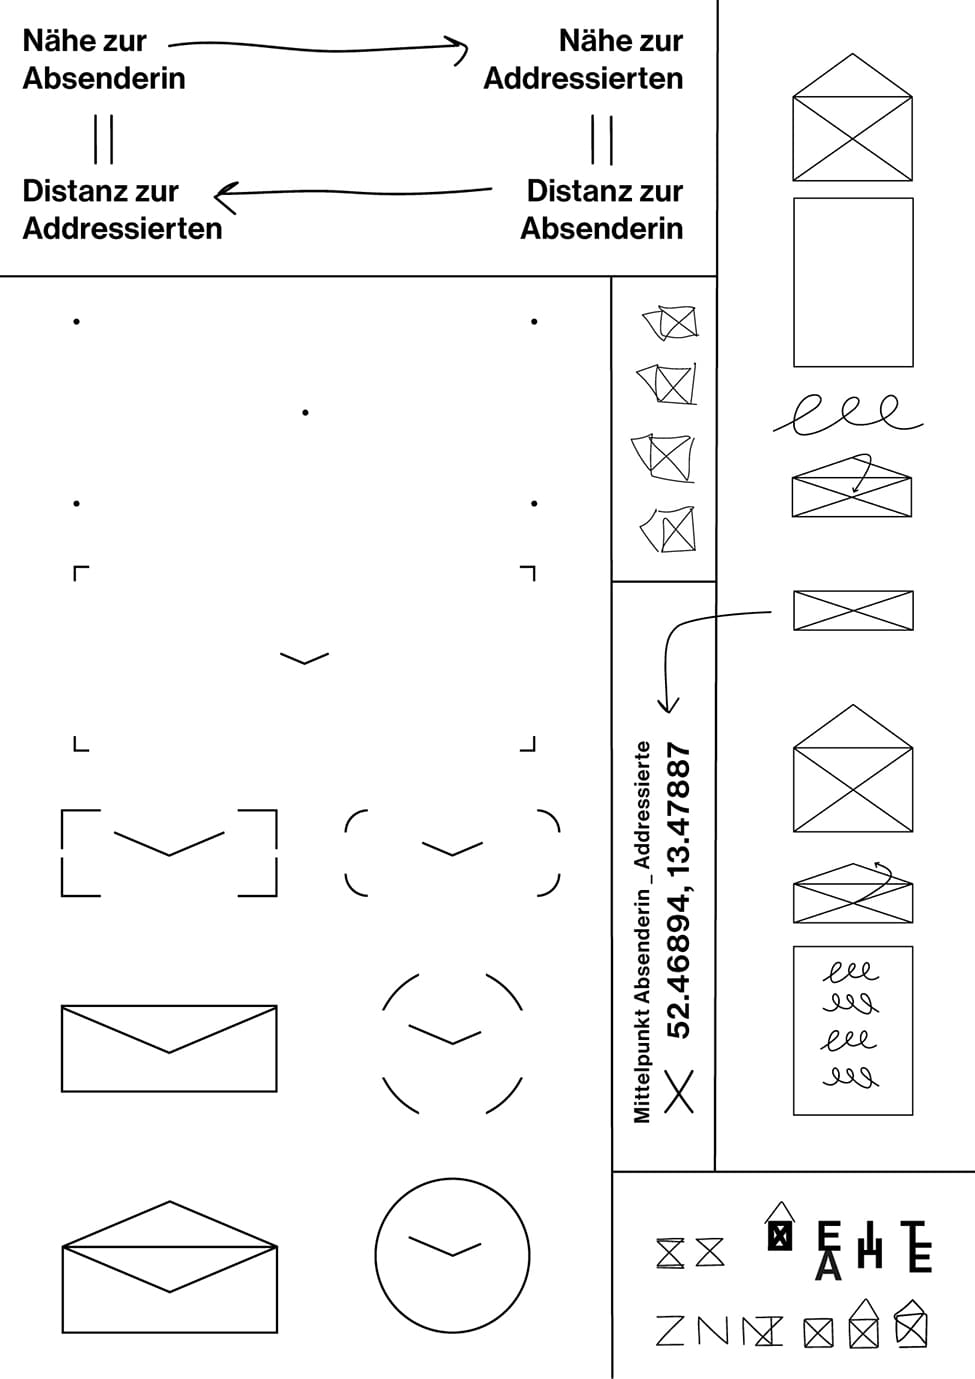 Nähe zur
Absenderin
Nähe zur
Addressierten
Distanz zur
Addressierten
Distanz zur
Absenderin
Mittelpunkt Absenderin _ Addressierte
52.46894, 13.47887